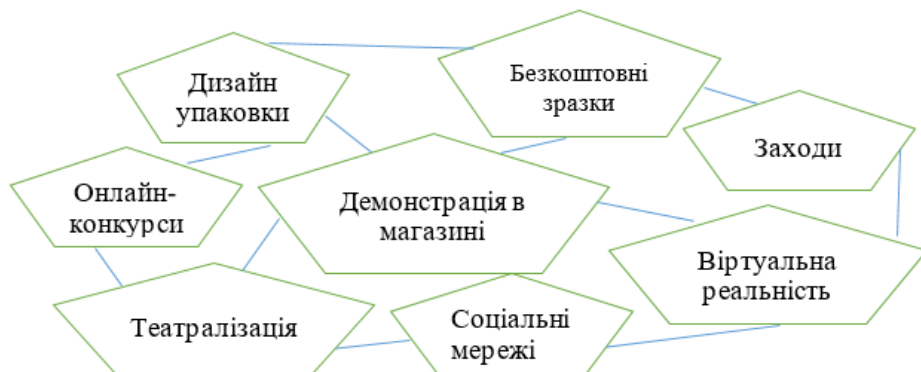 Дизайн
упаковки
Безкоштовні
зразки
Заходи
Онлайн-
конкурси
Демонстрація в
магазині
Віртуальна
реальність
Театралізація
Соціальні
мережі